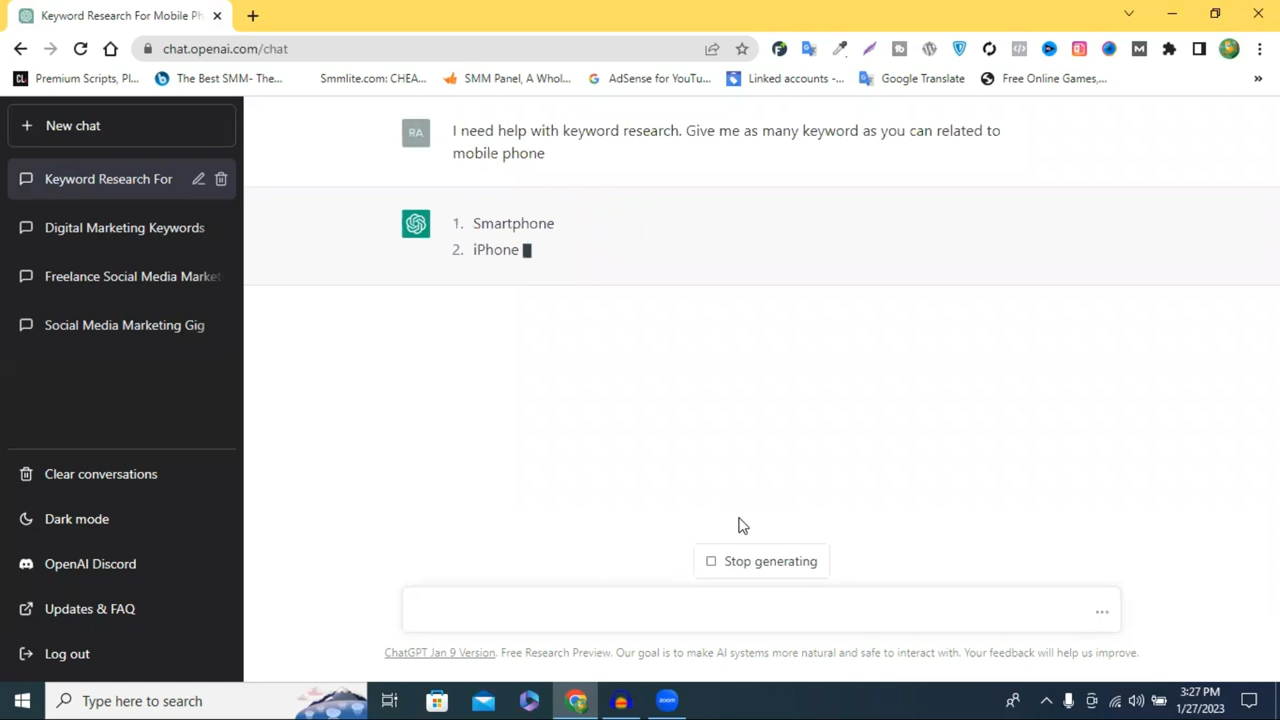 Keyword Research For Mobile Ph
chat.openai.com/chat
Premium Scripts, Pl...
The Best SMM- The...
Smmlite.com: CHEA...
SMM Panel, A Whol...
AdSense for YouTu...
Linked accounts -...
Google Translate
Free Online Games,...
»
New chat
Keyword Research For
Digital Marketing Keywords
Freelance Social Media Market
Social Media Marketing Gig
Clear conversations
Dark mode
OpenAI Discord
Updates & FAQ
Log out
RA
I need help with keyword research. Give me as many keyword as you can related to
mobile phone
1. Smartphone
2. iPhone
Stop generating
ChatGPT Jan 9 Version. Free Research Preview. Our goal is to make AI systems more natural and safe to interact with. Your feedback will help us improve.
Type here to search
zoom
3:27 PM
1/27/2023